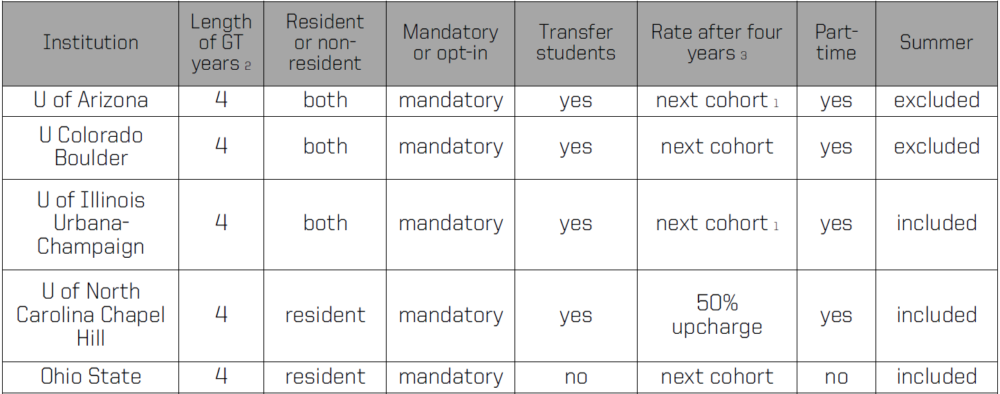 Institution Length of GT years 2 Resident or non-resident Mandatory or opt-in Transfer students Rate after four years 3 Part-time Summer
U of Arizona 4 both mandatory yes next cohort 1 yes excluded
U Colorado Boulder 4 both mandatory yes next cohort yes excluded
U of Illinois Urbana-Champaign 4 both mandatory yes next cohort 1 yes included
U of North Carolina Chapel Hill 4 resident mandatory yes 50% upcharge yes included
Ohio State 4 resident mandatory no next cohort no included